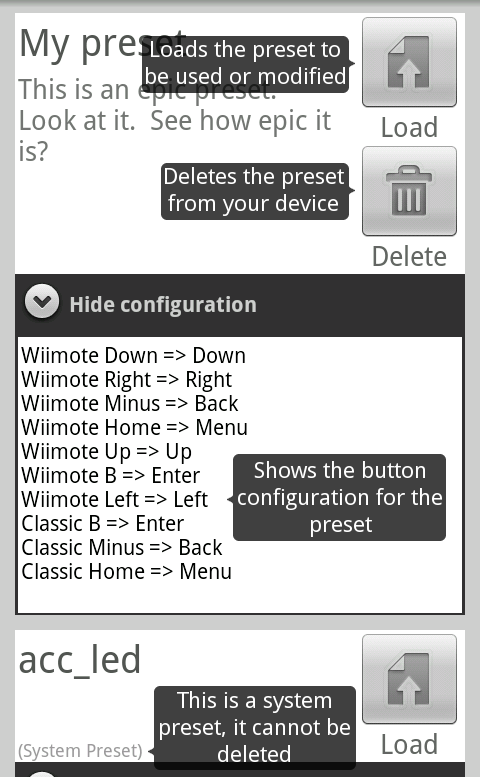 My preset
Loads the preset to
be used or modified
This is an epic preset.
Look at it.  See how epic it
is?
Load
Deletes the preset
from your device
Delete
Hide configuration
Wiimote Down => Down
Wiimote Right => Right
Wiimote Minus => Back
Wiimote Home => Menu
Wiimote Up => Up
Wiimote B => Enter
Wiimote Left => Left
Classic B => Enter
Classic Minus => Back
Classic Home => Menu
Shows the button
configuration for the
preset
acc_led
This is a system
preset, it cannot be
deleted
(System Preset)
Load